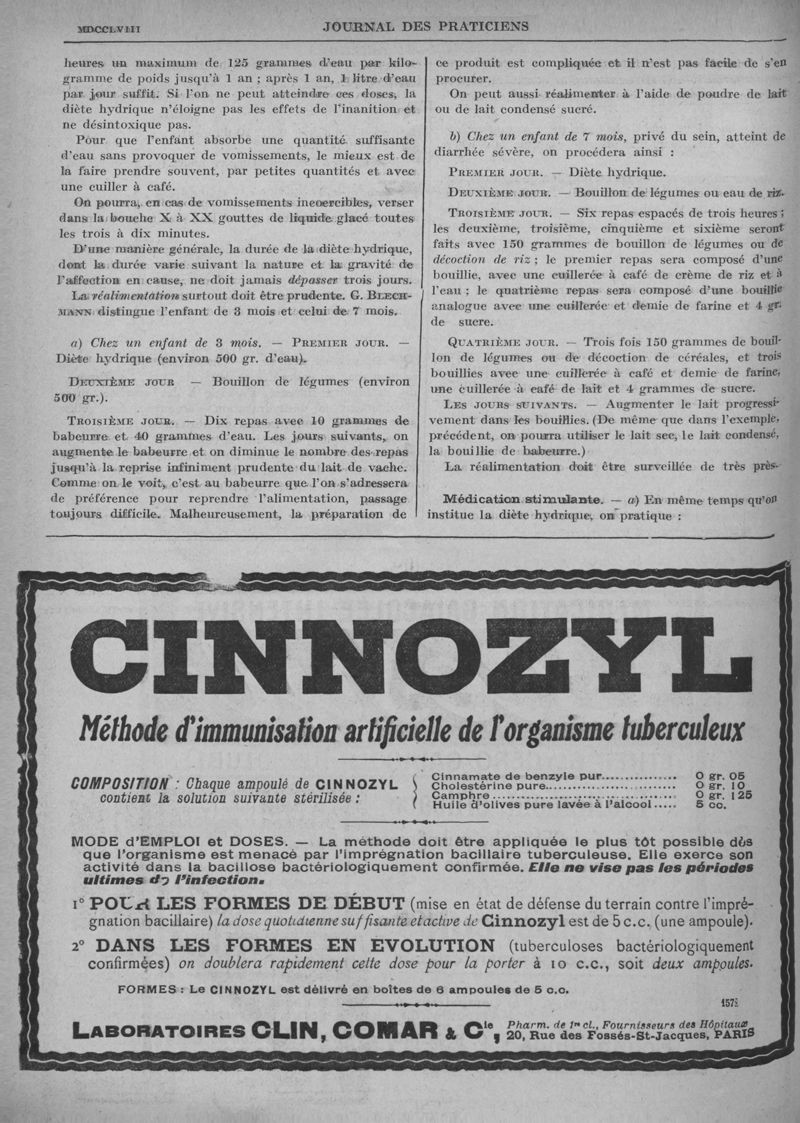 MDCCLVIII
JOURNAL DES PRATICIENS
heures un maximum de 125 grammes d'eau par kilo-
gramme de poids jusqu'à 1 an ; après 1 an, 1 litre d'eau
par jour suffit. Si l'on ne peut atteindre ces doses, la
diète hydrique n'éloigne pas les effets de l'inanition et
ne désintoxique pas.
Pour que l'enfant absorbe une quantité suffisante
d'eau sans provoquer de vomissements, le mieux est de
la faire prendre souvent, par petites quantités et avec
une cuiller à café.
On pourra, en cas de vomissements incoercibles, verser
dans la bouche X à XX gouttes de liquide glacé toutes
les trois à dix minutes.
D'une manière générale, la durée de la diète hydrique,
dont la durée varie suivant la nature et la gravité de
l'affection en cause, ne doit jamais dépasser trois jours.
La réalimentation surtout doit être prudente. G. BLECH-
MANN distingue l'enfant de 3 mois et celui de 7 mois.
a) Chez un enfant de 3 mois. — PREMIER JOUR. —
Diète hydrique (environ 500 gr. d'eau).
DEUXIÈME JOUR — Bouillon de légumes (environ
500 gr.).
TROISIÈME JOUR. — Dix repas avec 10 grammes de
babeurre et 40 grammes d'eau. Les jours suivants, on
augmente le babeurre et on diminue le nombre des repas
jusqu'à la reprise infiniment prudente du lait de vache.
Comme on le voit, c'est au babeurre que l'on s'adressera
de préférence pour reprendre l'alimentation, passage
toujours difficile. Malheureusement, la préparation de
ce produit est compliquée et il n'est pas facile de s'en
procurer.
On peut aussi réalimenter à l'aide de poudre de lait
ou de lait condensé sucré.
b) Chez un enfant de 7 mois, privé du sein, atteint de
diarrhée sévère, on procédera ainsi :
PREMIER JOUR. — Diète hydrique.
DEUXIÈME JOUR. — Bouillon de légumes ou eau de riz.
TROISIÈME JOUR. — Six repas espacés de trois heures ;
les deuxième, troisième, cinquième et sixième seront
faits avec 150 grammes de bouillon de légumes ou de
décoction de riz ; le premier repas sera composé d'une
bouillie, avec une cuillerée à café de crème de riz et à
l'eau ; le quatrième repas sera composé d'une bouillie
analogue avec une cuillerée et demie de farine et 4 gr.
de sucre.
QUATRIÈME JOUR. — Trois fois 150 grammes de bouil-
lon de légumes ou de décoction de céréales, et trois
bouillies avec une cuillerée à café et demie de farine,
une cuillerée à café de lait et 4 grammes de sucre.
LES JOURS SUIVANTS. — Augmenter le lait progressi-
vement dans les bouillies. (De même que dans l'exemple
précédent, on pourra utiliser le lait sec, le lait condensé,
la bouillie de babeurre.)
La réalimentation doit être surveillée de très près.
Médication stimulante. — a) En même temps qu'on
institue la diète hydrique, on pratique :
CINNOZYL
Méthode d'immunisation artificielle de l'organisme tuberculeux
COMPOSITION : Chaque ampoule de CINNOZYL
contient la solution suivante stérilisée :
Cinnamate de benzyle pur............... 0 gr. 05
Cholestérine pure.......................... 0 gr. 10
Camphre..................................... 0 gr. 125
Huile d'olives pure lavée à l'alcool..... 5 cc.
MODE d'EMPLOI et DOSES. — La méthode doit être appliquée le plus tôt possible dès
que l'organisme est menacé par l'imprégnation bacillaire tuberculeuse. Elle exerce son
activité dans la bacillose bactériologiquement confirmée. Elle ne vise pas les périodes
ultimes de l'infection.
1° POUR LES FORMES DE DÉBUT (mise en état de défense du terrain contre l'impré-
gnation bacillaire) la dose quotidienne suffisante et active de Cinnozyl est de 5 c.c. (une ampoule).
2° DANS LES FORMES EN EVOLUTION (tuberculoses bactériologiquement
confirmées) on doublera rapidement cette dose pour la porter à 10 c.c., soit deux ampoules.
FORMES : Le CINNOZYL est délivré en boîtes de 6 ampoules de 5 c.c.
LABORATOIRES CLIN, COMAR & Cie,
Pharm. de 1re cl., Fournisseurs des Hôpitaux
20, Rue des Fossés-St-Jacques, PARIS